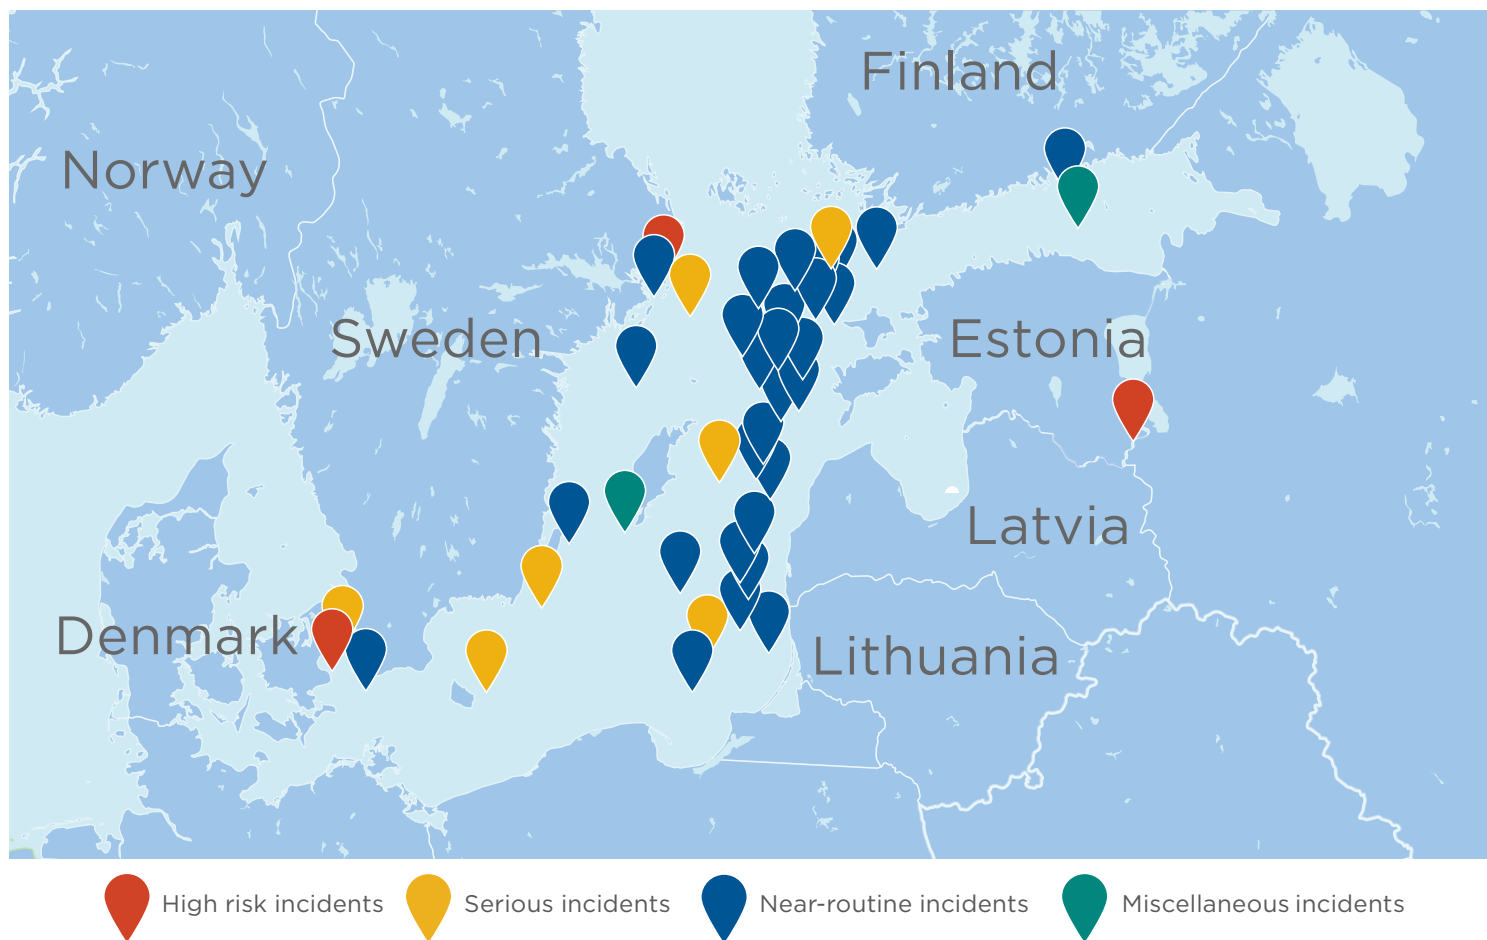 Finland
Norway
Sweden
Estonia
Latvia
Denmark
Lithuania
High risk incidents
Serious incidents
Near-routine incidents
Miscellaneous incidents